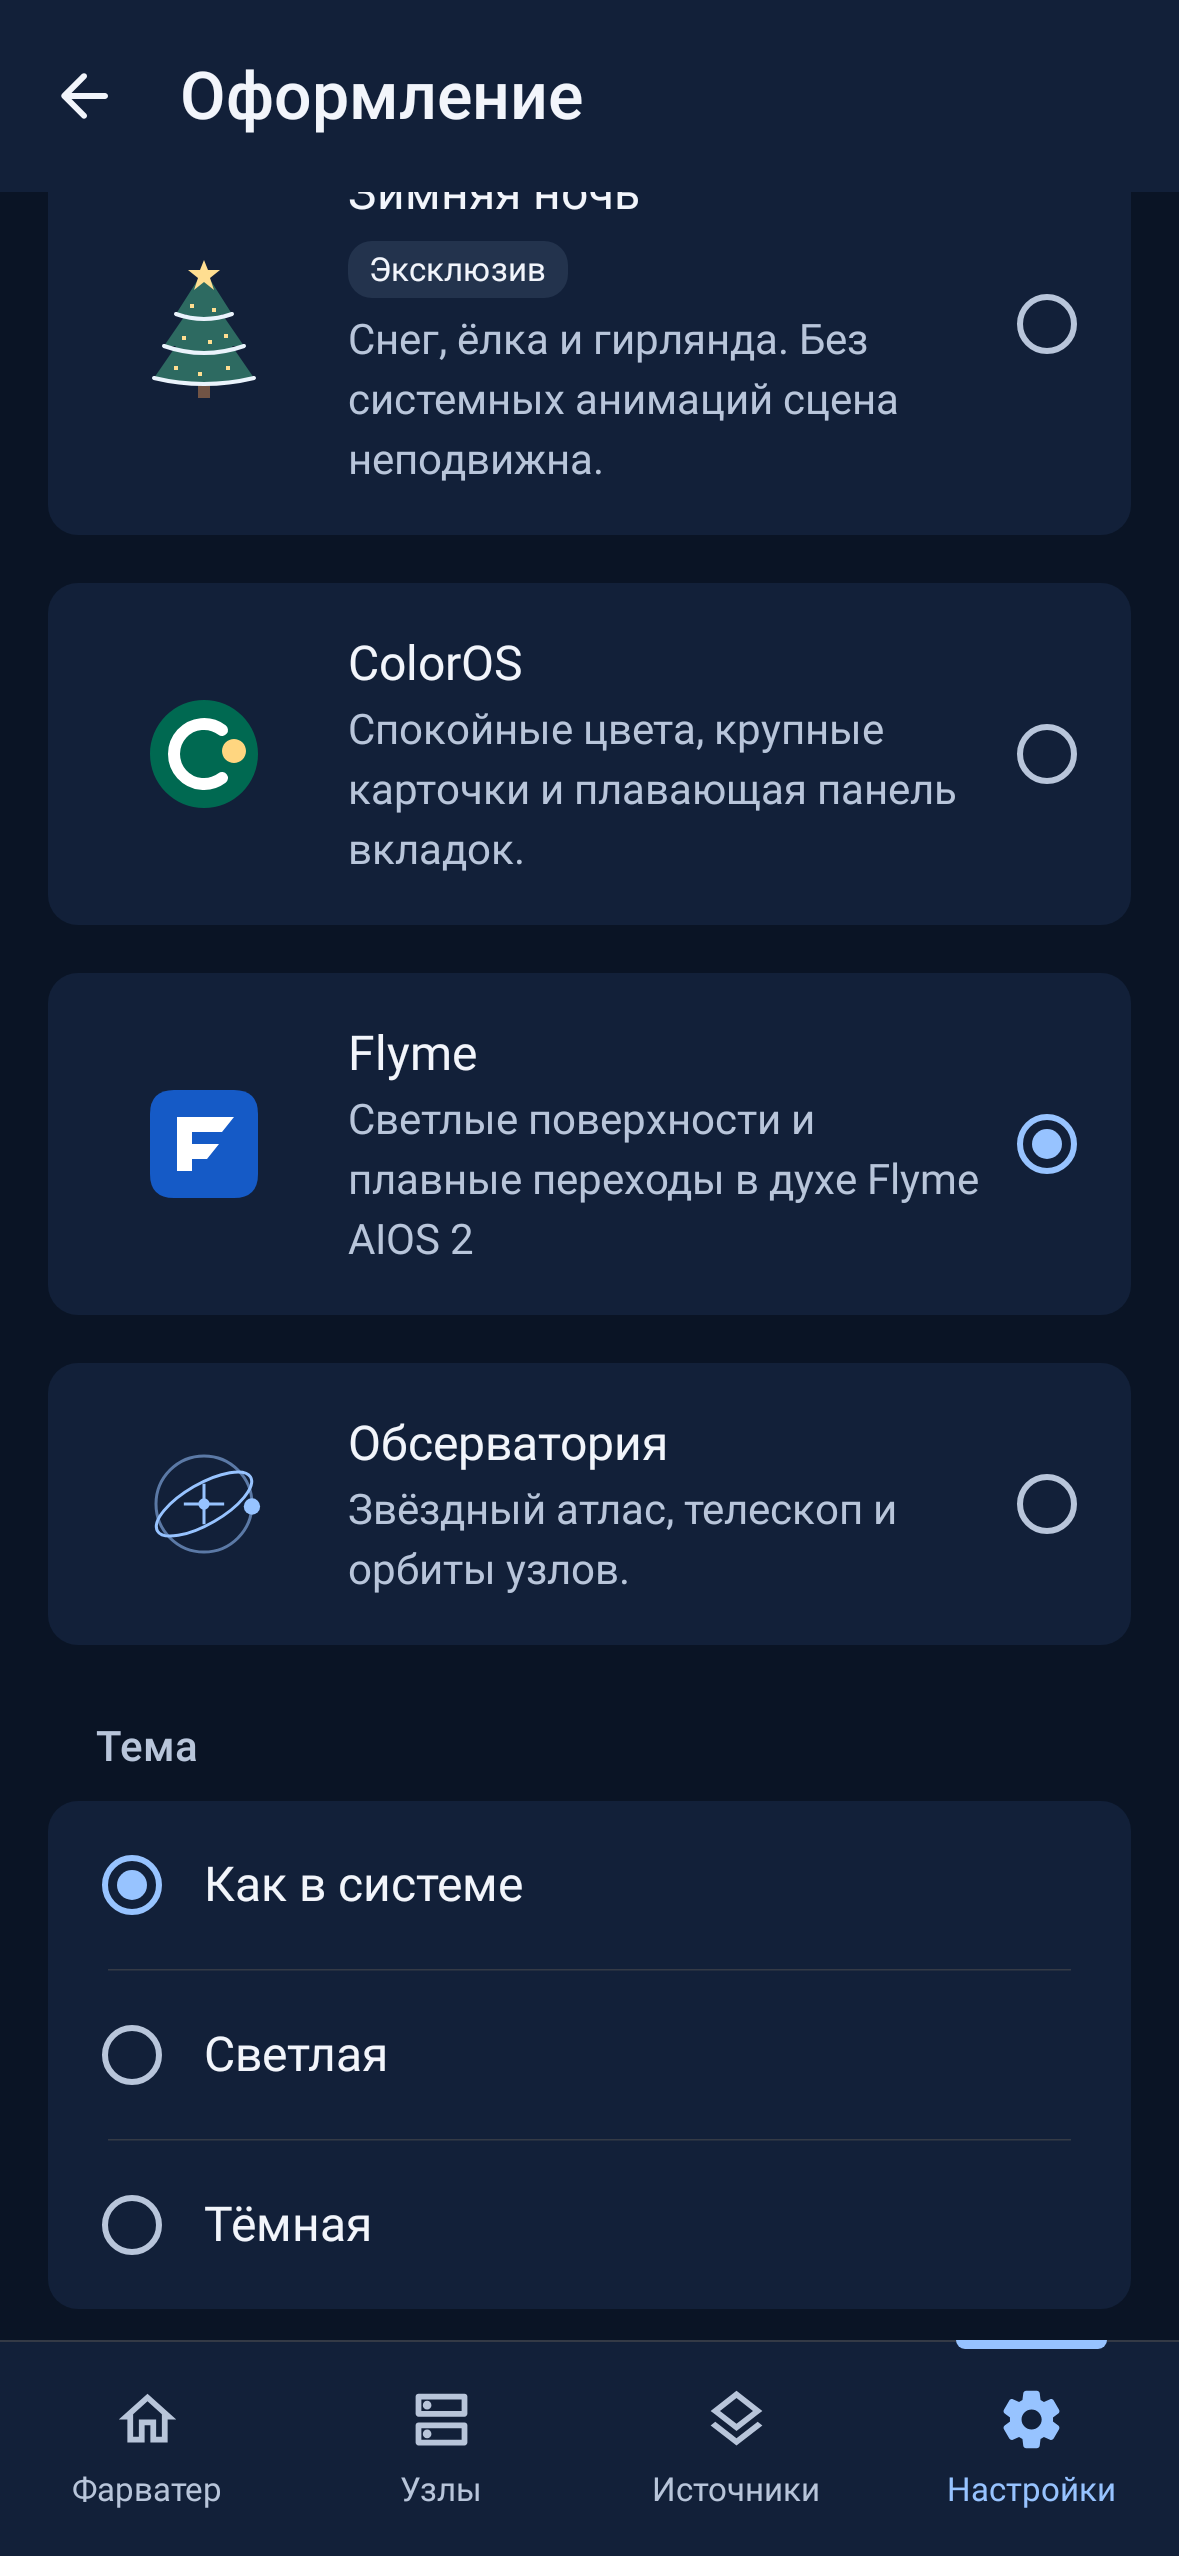 Оформление
Зимняя ночь
Эксклюзив
Снег, ёлка и гирлянда. Без
системных анимаций сцена
неподвижна.
ColorOS
Спокойные цвета, крупные
карточки и плавающая панель
вкладок.
Flyme
Светлые поверхности и
плавные переходы в духе Flyme
AIOS 2
Обсерватория
Звёздный атлас, телескоп и
орбиты узлов.
Тема
Как в системе
Светлая
Тёмная
Фарватер
Узлы
Источники
Настройки